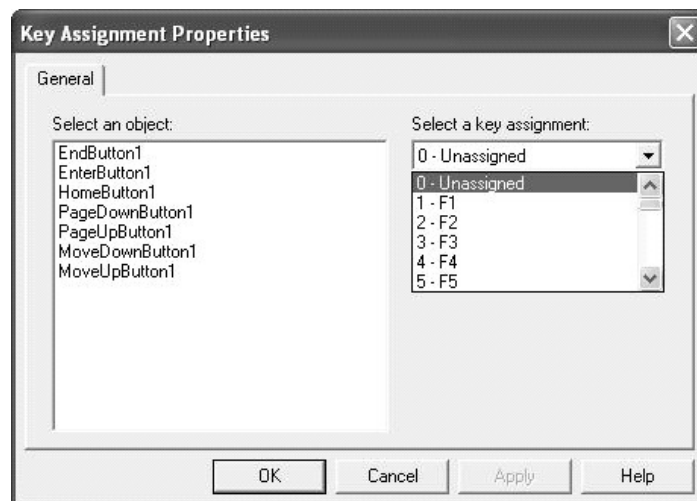 Key Assignment Properties
General
Select an object:
EndButton1
EnterButton1
HomeButton1
PageDownButton1
PageUpButton1
MoveDownButton1
MoveUpButton1
Select a key assignment:
0 - Unassigned
0 - Unassigned
1 - F1
2 - F2
3 - F3
4 - F4
5 - F5
OK
Cancel
Apply
Help